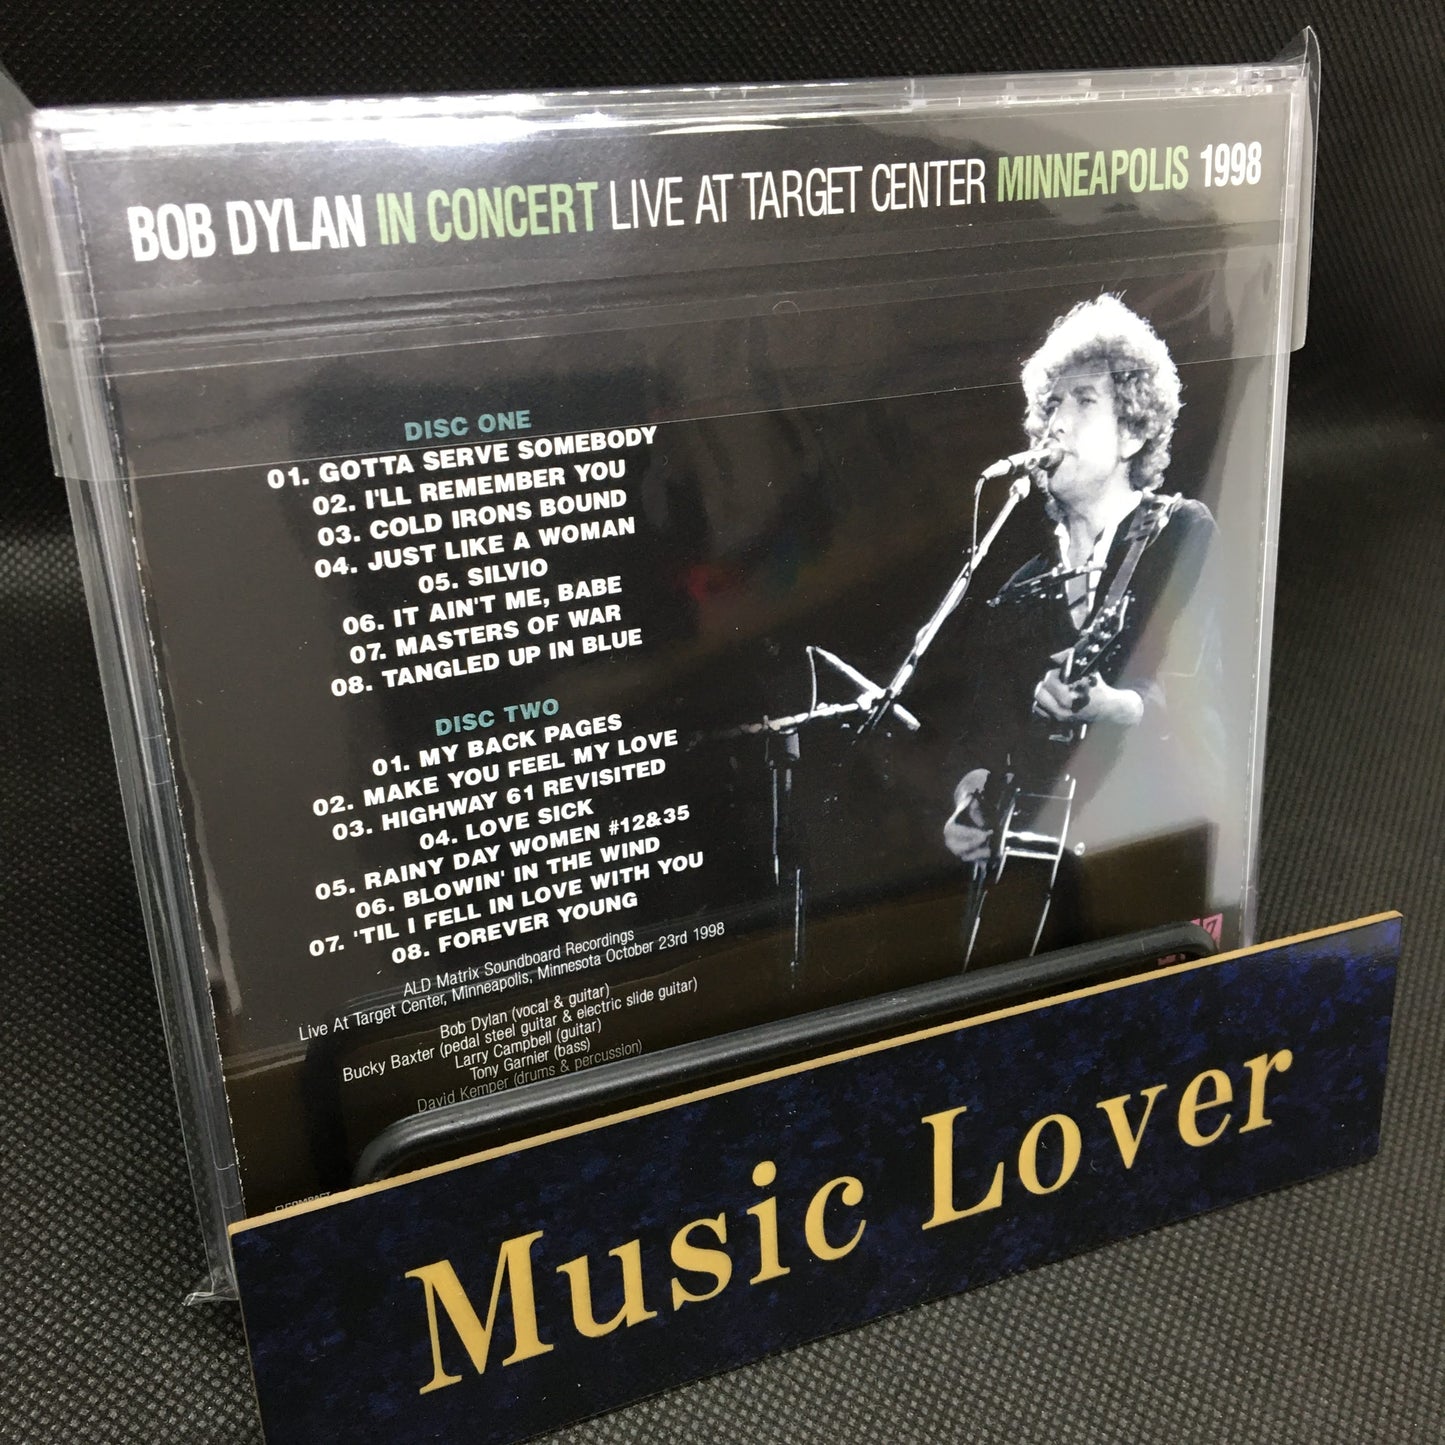 BOB DYLAN IN CONCERT LIVE AT TARGET CENTER MINNEAPOLIS 1998
DISC ONE
01. GOTTA SERVE SOMEBODY
02. I'LL REMEMBER YOU
03. COLD IRONS BOUND
04. JUST LIKE A WOMAN
05. SILVIO
06. IT AIN'T ME, BABE
07. MASTERS OF WAR
08. TANGLED UP IN BLUE
DISC TWO
01. MY BACK PAGES
02. MAKE YOU FEEL MY LOVE
03. HIGHWAY 61 REVISITED
04. LOVE SICK
05. RAINY DAY WOMEN #12&35
06. BLOWIN' IN THE WIND
07. 'TIL I FELL IN LOVE WITH YOU
08. FOREVER YOUNG
ALD Matrix Soundboard Recordings
Live At Target Center, Minneapolis, Minnesota October 23rd 1998
Bob Dylan (vocal & guitar)
Bucky Baxter (pedal steel guitar & electric slide guitar)
Larry Campbell (guitar)
Tony Garnier (bass)
David Kemper (drums & percussion)
Music Lover